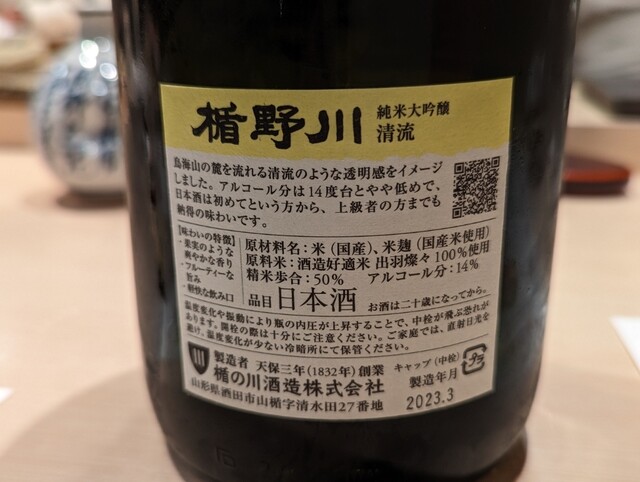 楯野川
純米大吟醸
清流
鳥海山の麓を流れる清流のような透明感をイメージ
しました。アルコール分は14度台とやや低めで、
日本酒は初めてという方から、上級者の方までも
納得の味わいです。
【味わいの特徴】
・果実のような
爽やかな香り
・フルーティーな
旨み
・軽快な飲み口
原材料名:米(国産)、米麹(国産米使用)
原料米:酒造好適米 出羽燦々100%使用
精米歩合:50% アルコール分:14%
品目 日本酒 お酒は二十歳になってから。
温度変化や振動により瓶の内圧が上昇することで、中栓が飛ぶ恐れが
あります。開栓の際は十分にご注意ください。ご家庭では、直射日光を
避け、温度変化が少ない冷暗所にて保管ください。
製造者 天保三年(1832年)創業
楯の川酒造株式会社
山形県酒田市山楯字清水田27番地
キャップ(中栓)
プラ
製造年月
2023.3